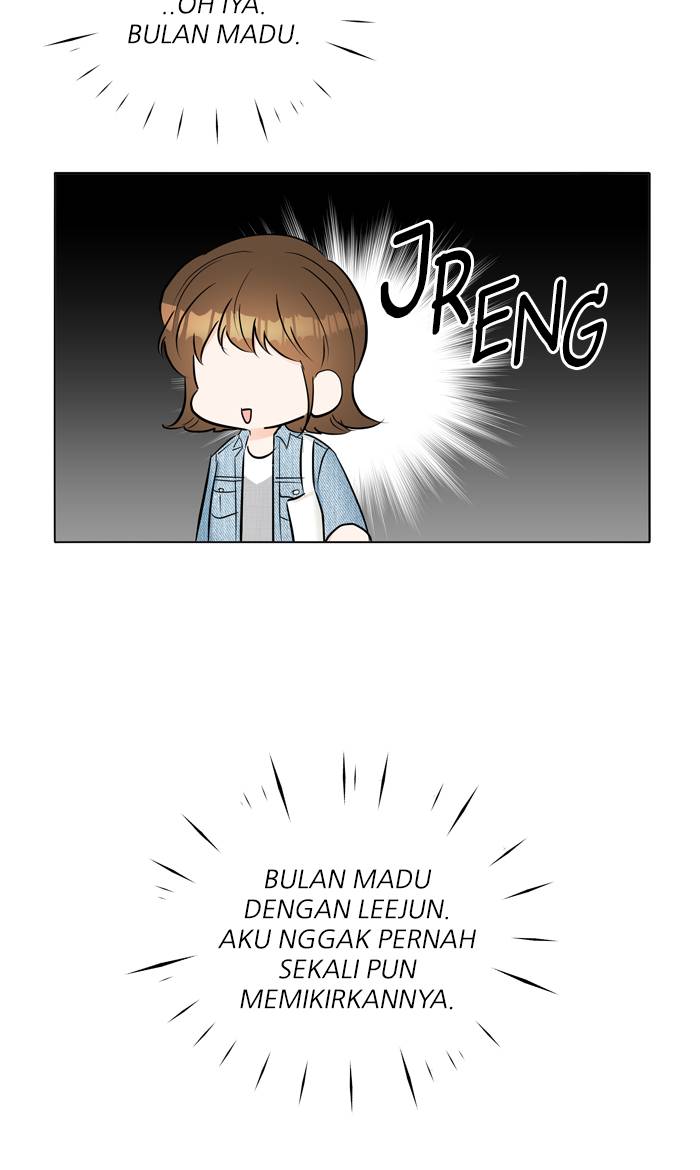 ..OH IYA.
BULAN MADU.
JRENG
BULAN MADU
DENGAN LEEJUN.
AKU NGGAK PERNAH
SEKALI PUN
MEMIKIRKANNYA.